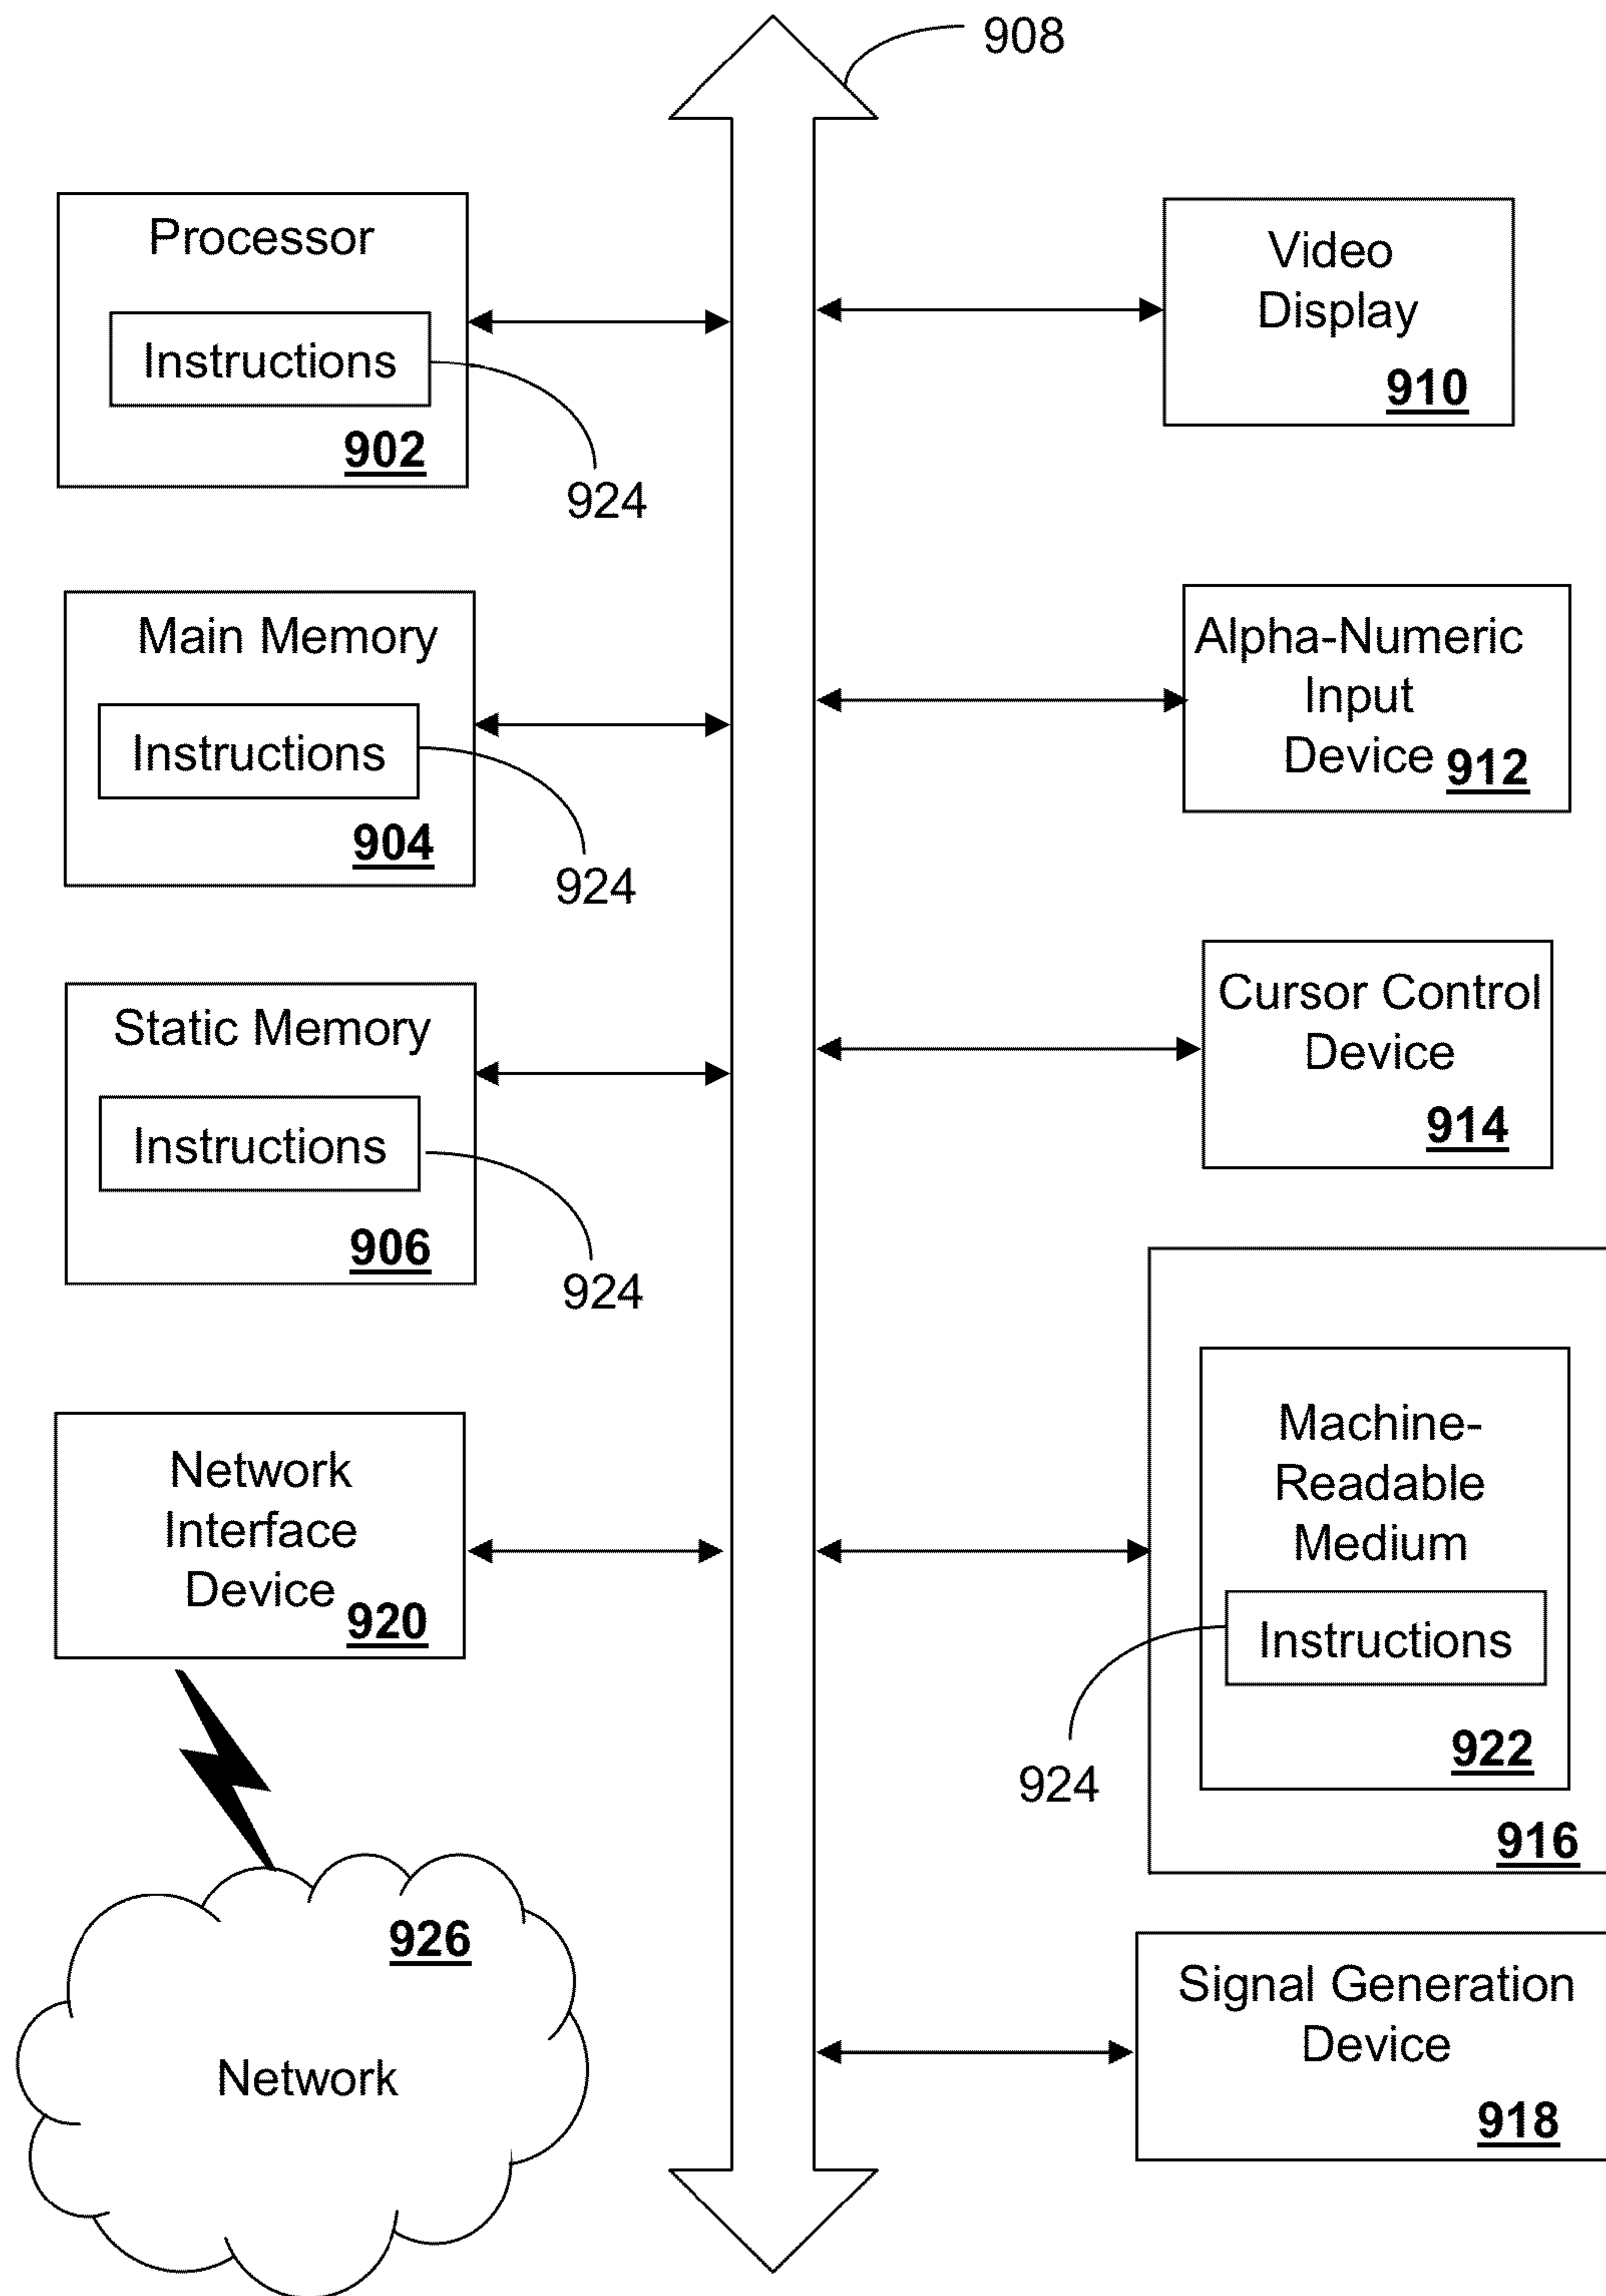 908
Processor
Instructions
902
924
Main Memory
Instructions
904
924
Static Memory
Instructions
906
924
Network
Interface
Device
920
926
Network
Video
Display
910
Alpha-Numeric
Input
Device 912
Cursor Control
Device
914
Machine-
Readable
Medium
Instructions
922
924
916
Signal Generation
Device
918